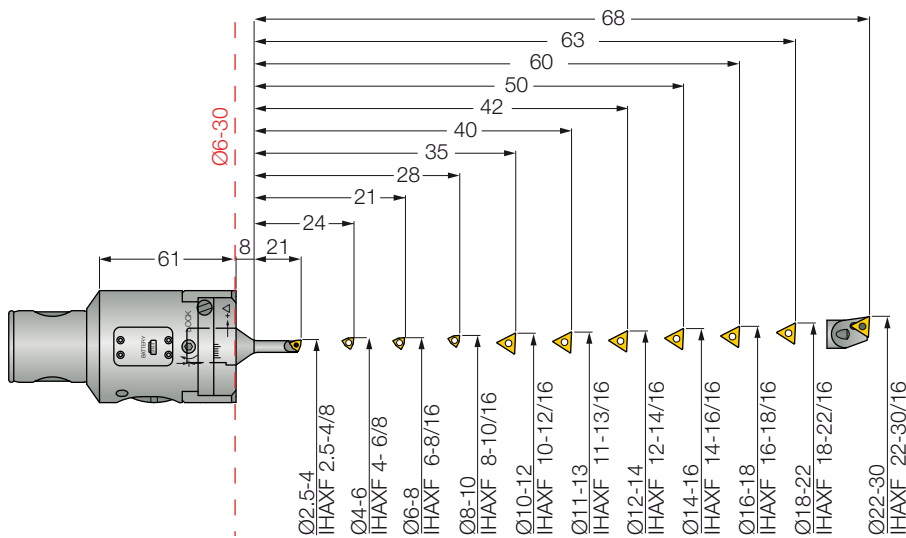 68
63
60
50
42
40
35
28
21
24
61
8
21
Ø6-30
LOCK
BATTERY
Ø2.5-4
IHAXF 2.5-4/8
Ø4-6
IHAXF 4- 6/8
Ø6-8
IHAXF 6-8/16
Ø8-10
IHAXF 8-10/16
Ø10-12
IHAXF 10-12/16
Ø11-13
IHAXF 11-13/16
Ø12-14
IHAXF 12-14/16
Ø14-16
IHAXF 14-16/16
Ø16-18
IHAXF 16-18/16
Ø18-22
IHAXF 18-22/16
Ø22-30
IHAXF 22-30/16